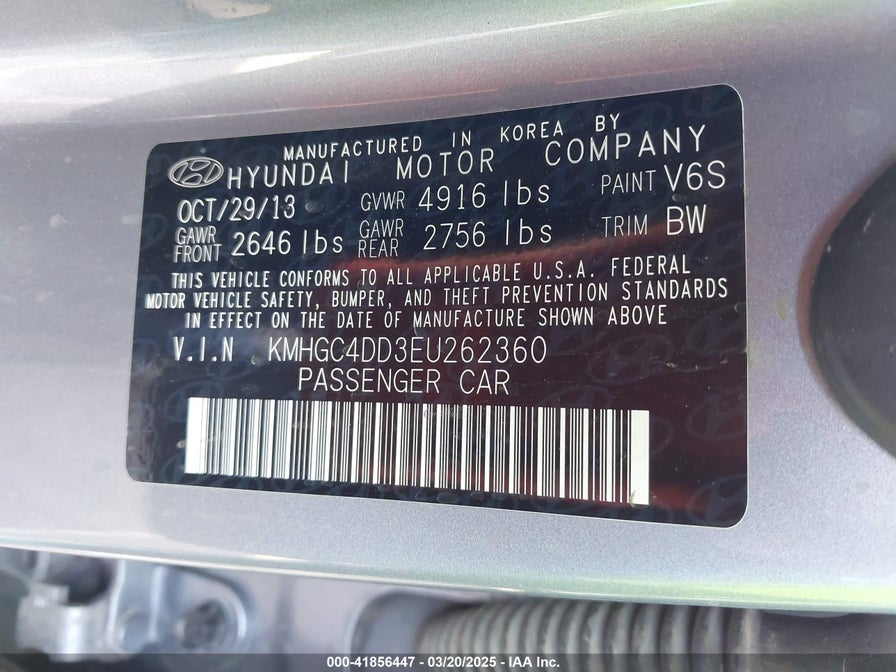 MANUFACTURED IN KOREA BY
HYUNDAI MOTOR COMPANY
OCT/29/13 GVWR 4916 lbs PAINT V6S
GAWR FRONT 2646 lbs GAWR REAR 2756 lbs TRIM BW
THIS VEHICLE CONFORMS TO ALL APPLICABLE U.S.A. FEDERAL
MOTOR VEHICLE SAFETY, BUMPER, AND THEFT PREVENTION STANDARDS
IN EFFECT ON THE DATE OF MANUFACTURE SHOWN ABOVE
V.I.N KMHGC4DD3EU262360
PASSENGER CAR
000-41856447 - 03/20/2025 - IAA Inc.